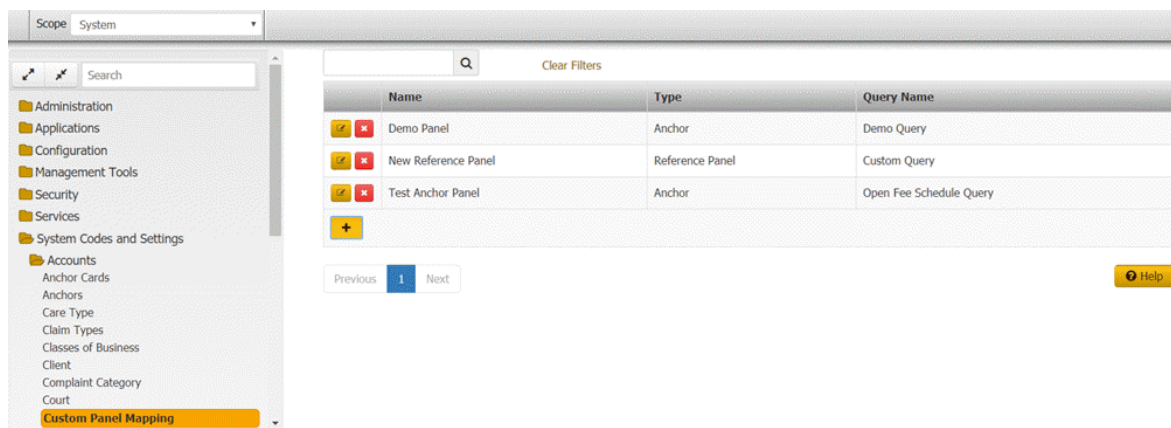 Scope System
Search
Administration
Applications
Configuration
Management Tools
Security
Services
System Codes and Settings
Accounts
Anchor Cards
Anchors
Care Type
Claim Types
Classes of Business
Client
Complaint Category
Court
Custom Panel Mapping
Clear Filters
Name Type Query Name
Demo Panel Anchor Demo Query
New Reference Panel Reference Panel Custom Query
Test Anchor Panel Anchor Open Fee Schedule Query
+
Previous 1 Next
Help